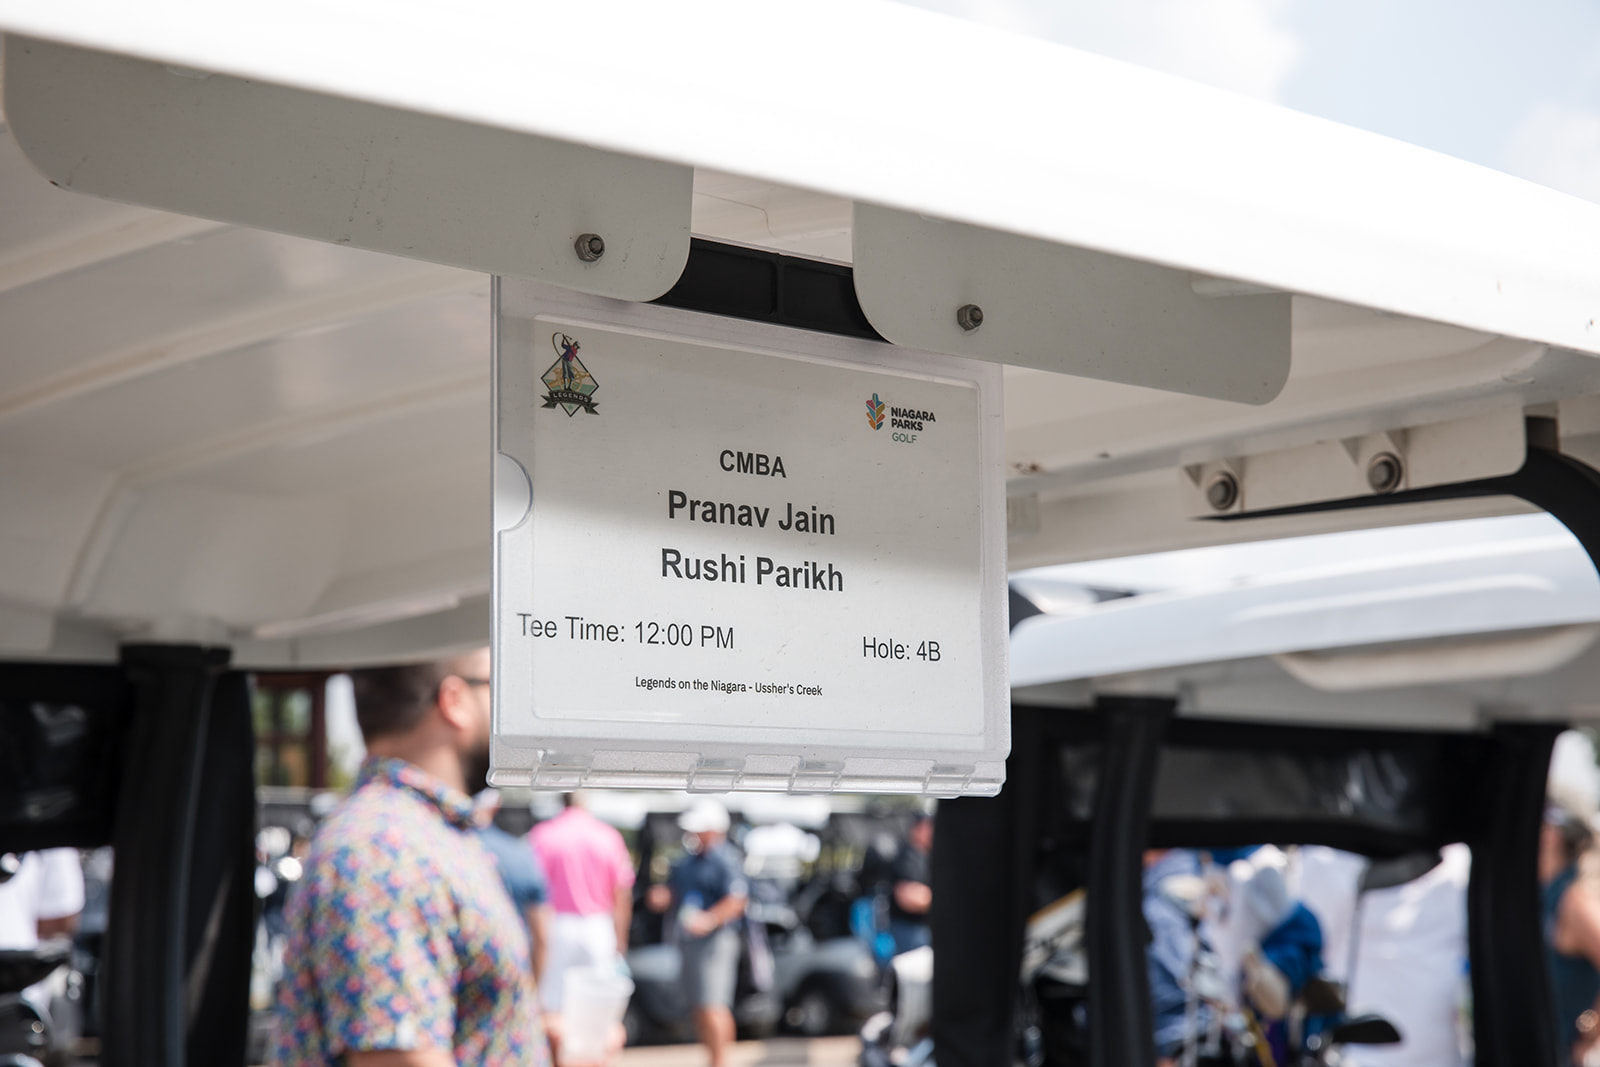 LEGENDS
NIAGARA
PARKS
GOLF
CMBA
Pranav Jain
Rushi Parikh
Tee Time: 12:00 PM
Hole: 4B
Legends on the Niagara - Ussher's Creek